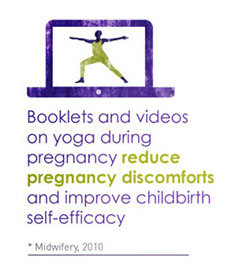 Booklets and videos
on yoga during
pregnancy reduce
pregnancy discomforts
and improve childbirth
self-efficacy
* Midwifery, 2010